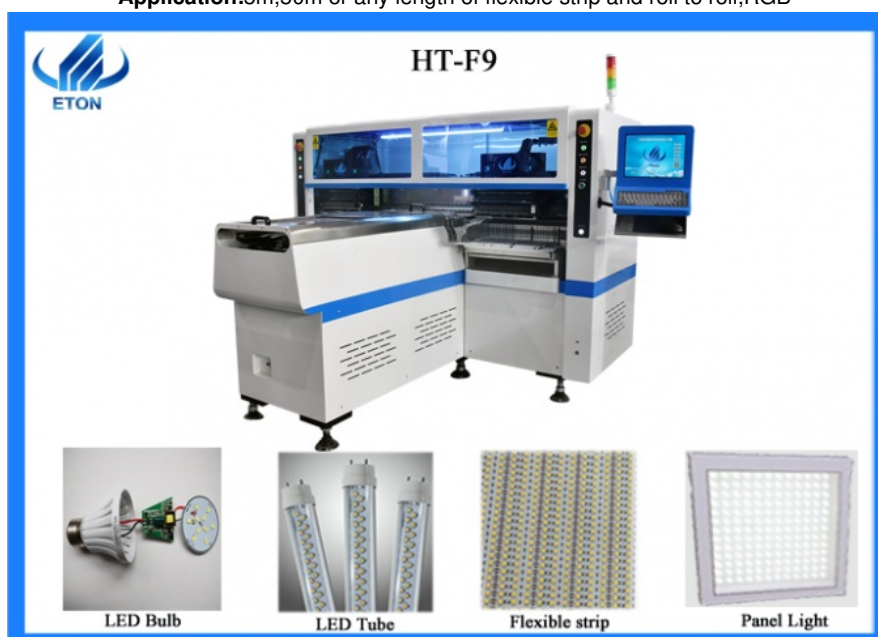 Application:5m,50m or any length of flexible strip and roll to roll,RGB
HT-F9
ETON
LED Bulb
LED Tube
Flexible strip
Panel Light